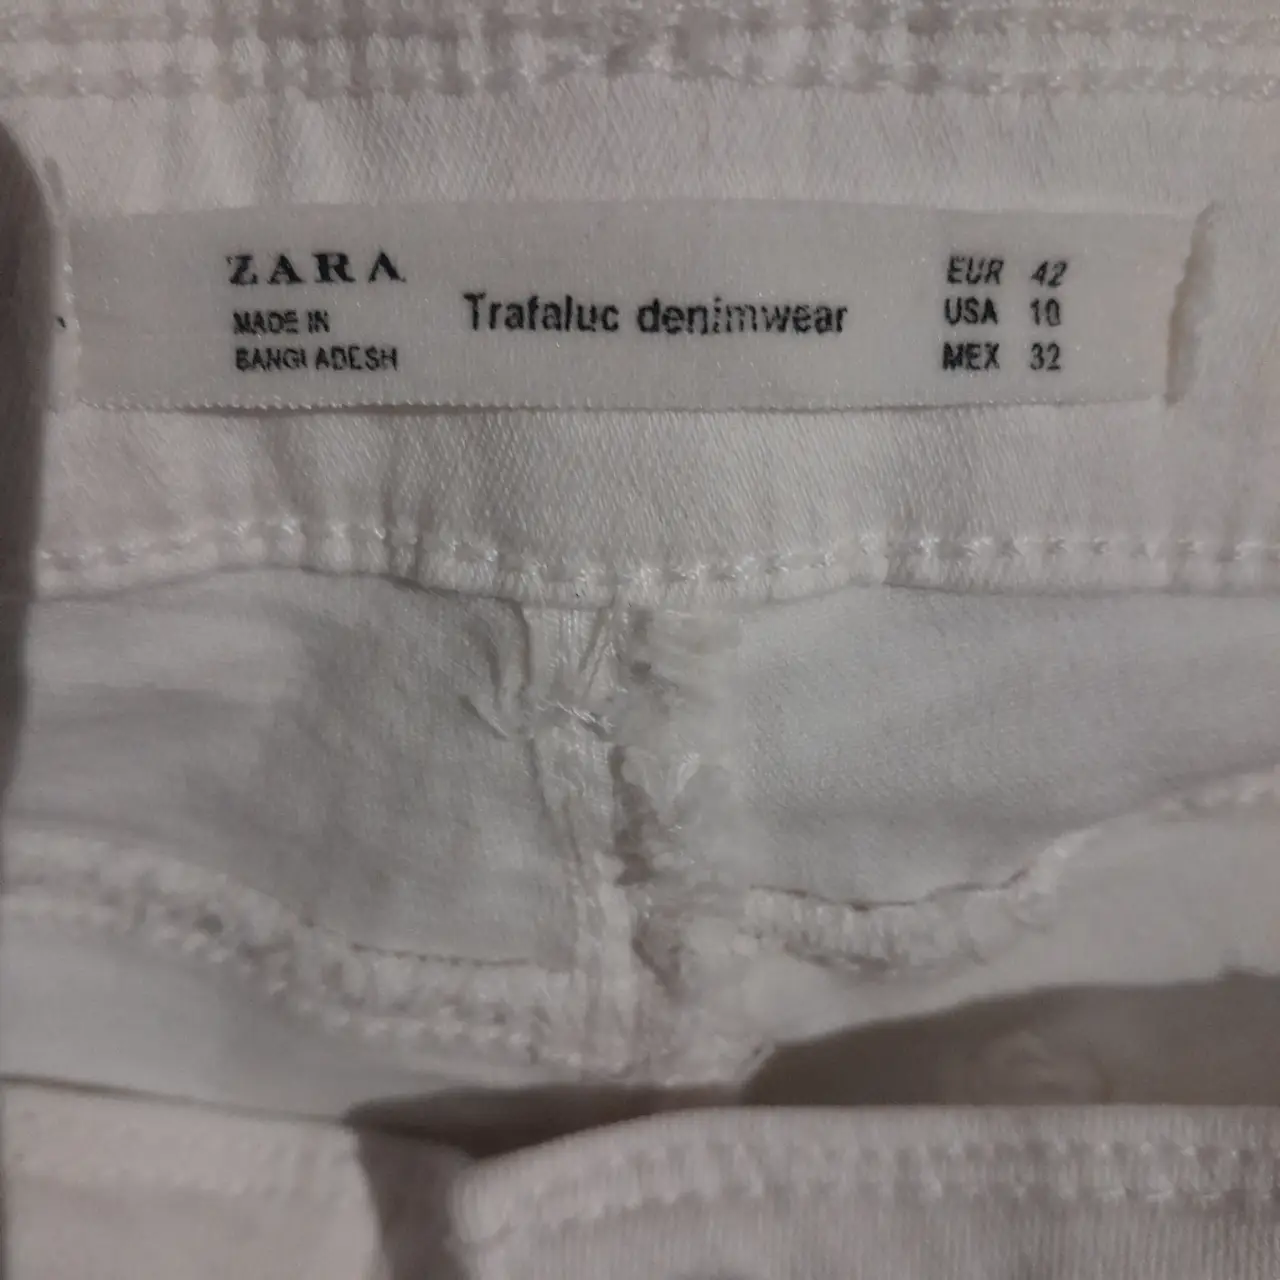 ZARA
MADE IN
BANGLADESH
Trafaluc denimwear
EUR 42
USA 10
MEX 32